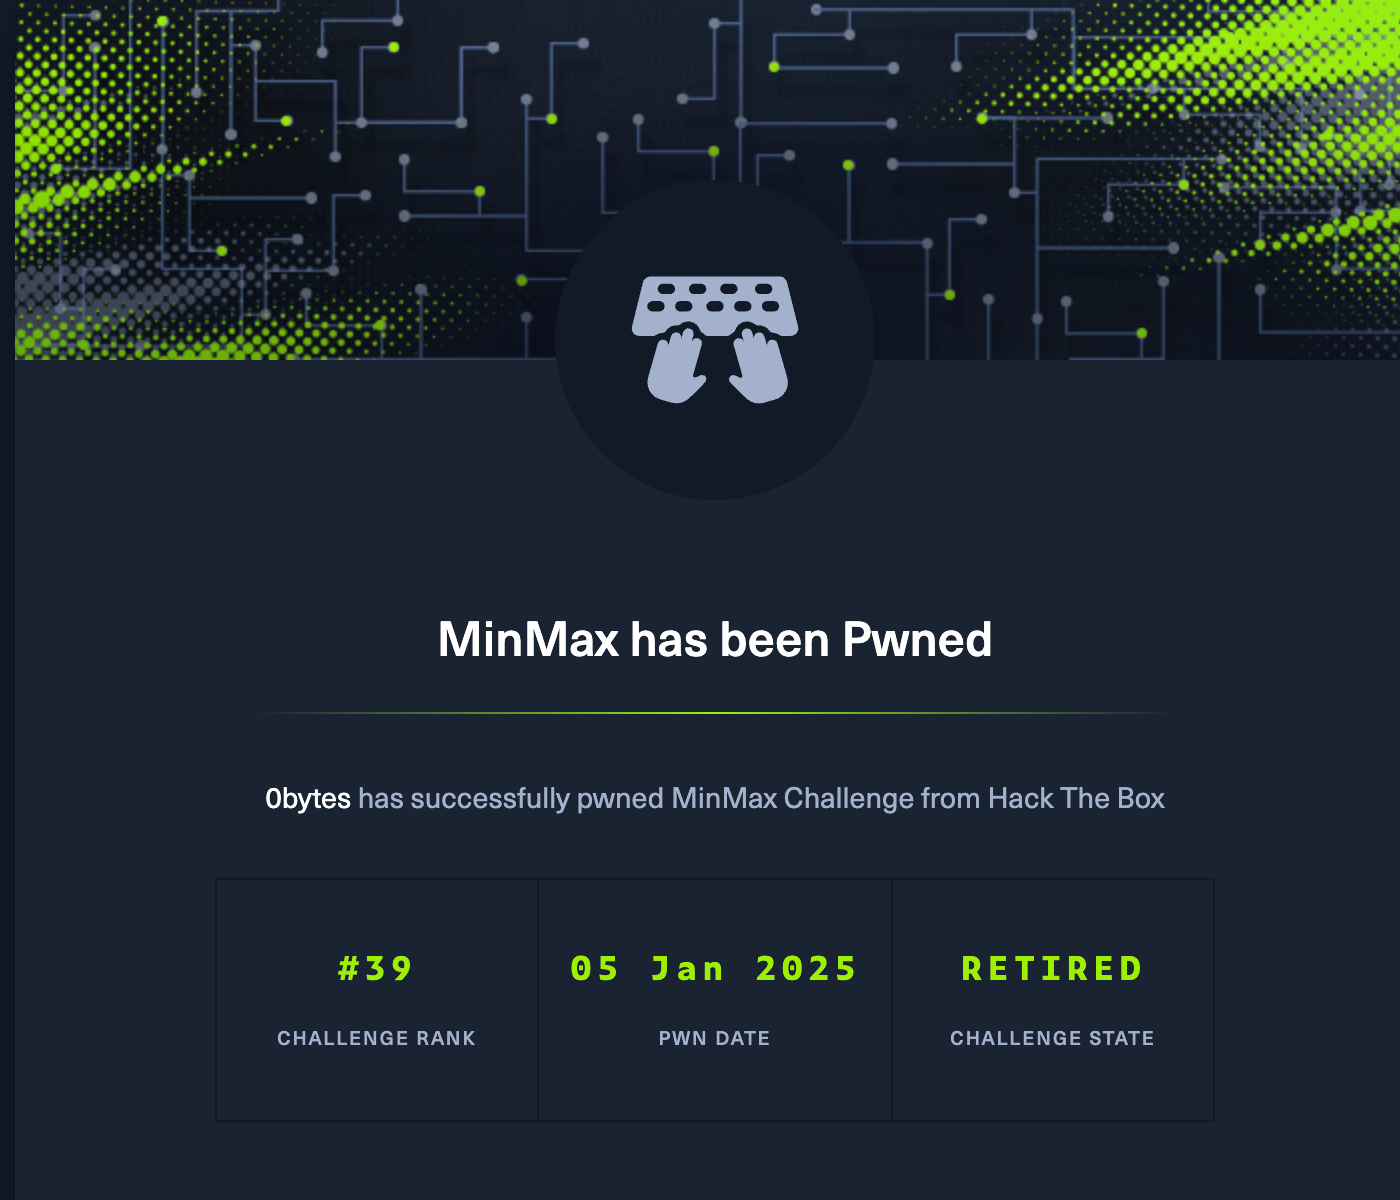 MinMax has been Pwned
0bytes has successfully pwned MinMax Challenge from Hack The Box
#39
CHALLENGE RANK
05 Jan 2025
PWN DATE
RETIRED
CHALLENGE STATE